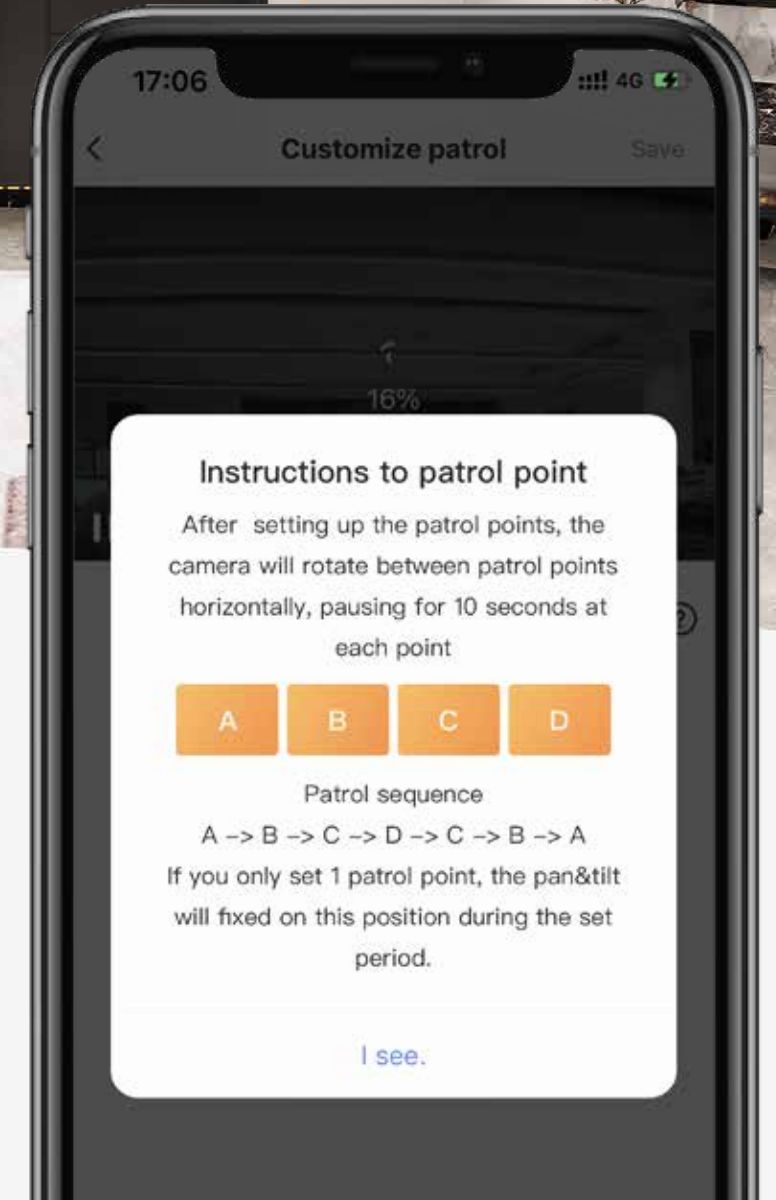 17:06
4G
Customize patrol
Save
16%
Instructions to patrol point
After setting up the patrol points, the
camera will rotate between patrol points
horizontally, pausing for 10 seconds at
each point
?
A B C D
Patrol sequence
A –> B –> C –> D –> C –> B –> A
If you only set 1 patrol point, the pan&tilt
will fixed on this position during the set
period.
I see.